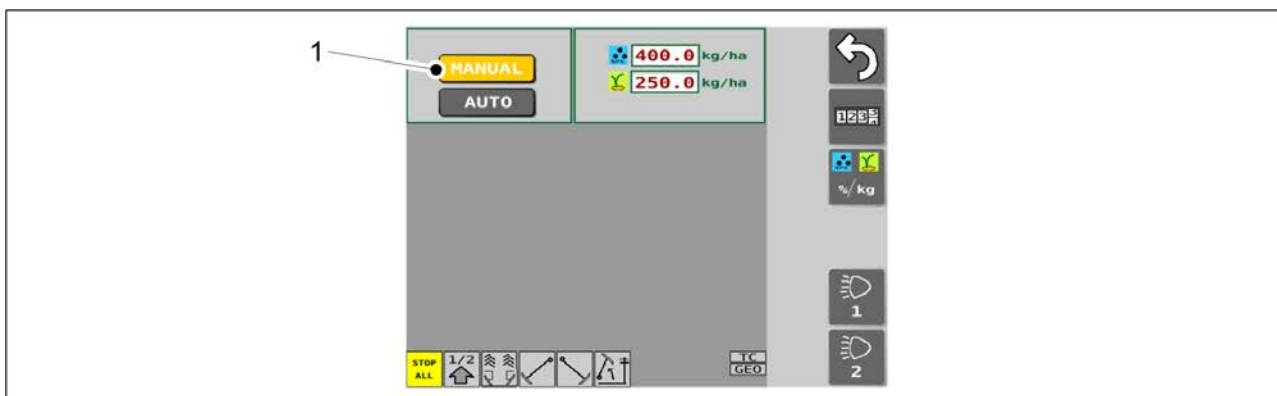 1
MANUAL
AUTO
400.0 kg/ha
250.0 kg/ha
%/kg
1
2
STOP
ALL
1/2
TC
GEO